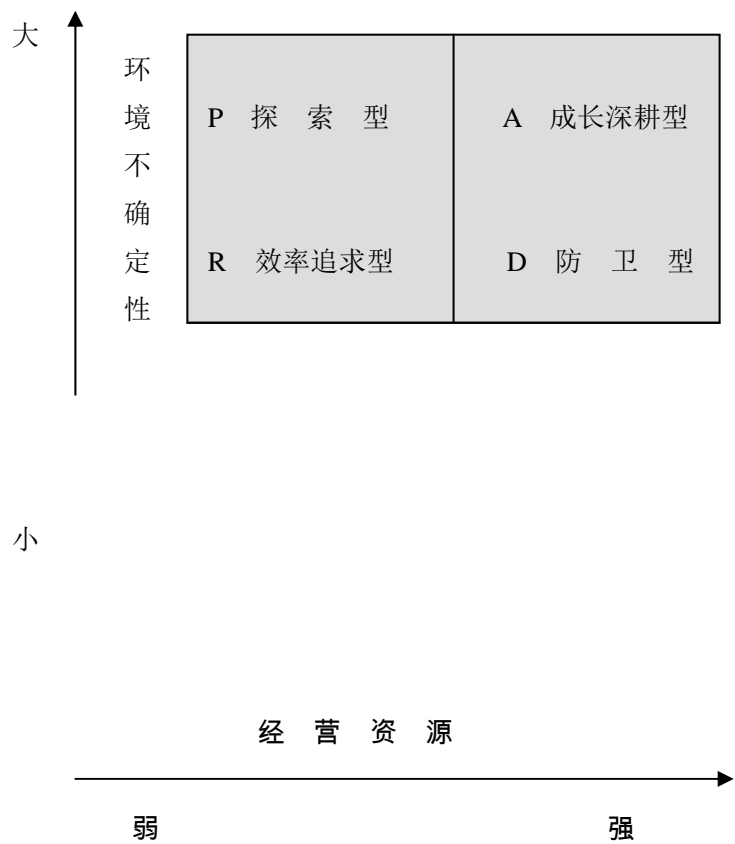 大
环
境
不
确
定
性
P 探 索 型
A 成长深耕型
R 效率追求型
D 防 卫 型
小
经 营 资 源
弱
强